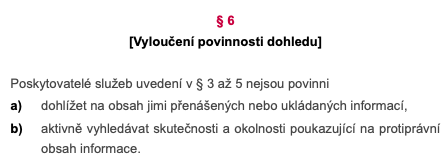 § 6
[Vyloučení povinnosti dohledu]
Poskytovatelé služeb uvedení v § 3 až 5 nejsou povinni
a) dohlížet na obsah jimi přenášených nebo ukládaných informací,
b) aktivně vyhledávat skutečnosti a okolnosti poukazující na protiprávní
obsah informace.